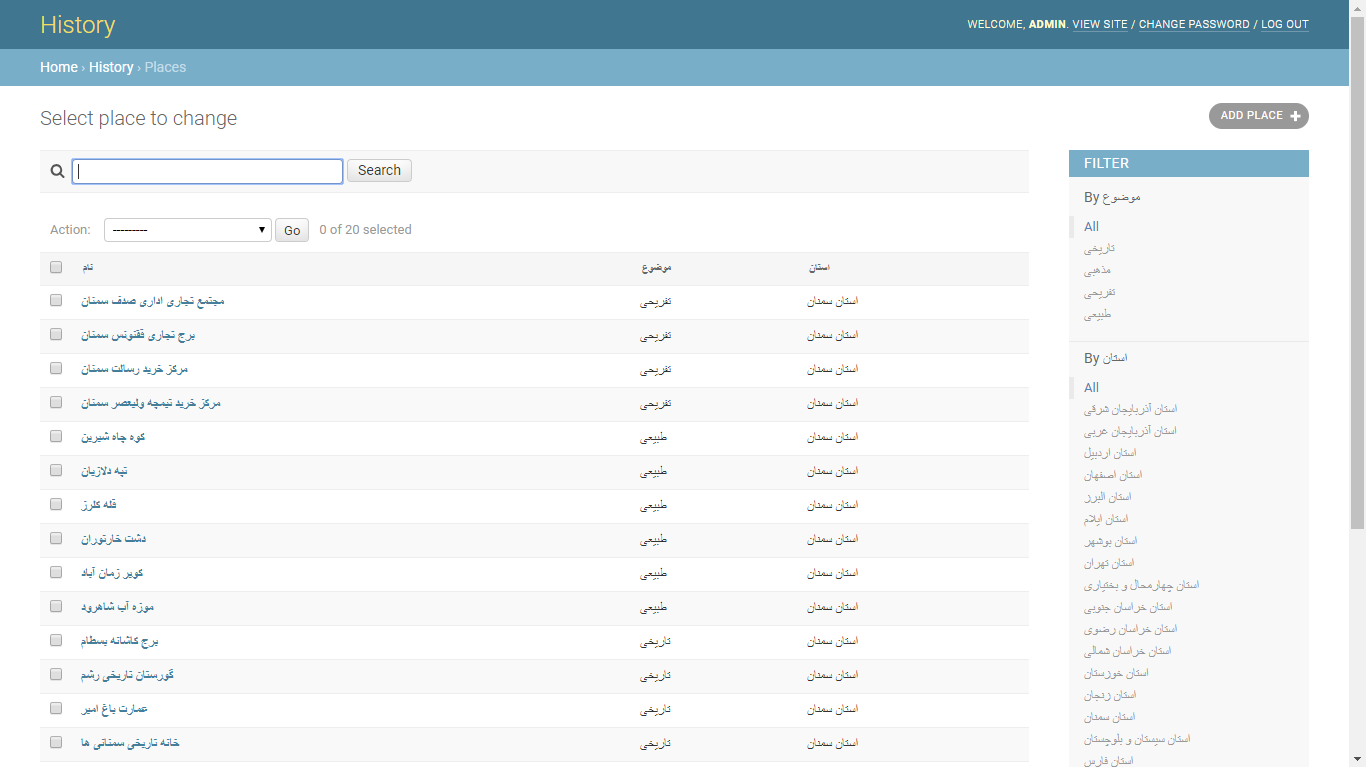 History
WELCOME, ADMIN. VIEW SITE / CHANGE PASSWORD / LOG OUT
Home › History › Places
Select place to change
ADD PLACE +
Search
Action: --------- Go 0 of 20 selected
نام موضوع استان
مجتمع تجاری اداری صدف سمنان تفریحی استان سمنان
برج تجاری ققنوس سمنان تفریحی استان سمنان
مرکز خرید رسالت سمنان تفریحی استان سمنان
مرکز خرید تیمچه ولیعصر سمنان تفریحی استان سمنان
کوه چاه شیرین طبیعی استان سمنان
تپه دلازیان طبیعی استان سمنان
قله کلرز طبیعی استان سمنان
دشت خارتوران طبیعی استان سمنان
کویر زمان آباد طبیعی استان سمنان
موزه آب شاهرود طبیعی استان سمنان
برج کاشانه بسطام تاریخی استان سمنان
گورستان تاریخی رشم تاریخی استان سمنان
عمارت باغ امیر تاریخی استان سمنان
خانه تاریخی سمنانی ها تاریخی استان سمنان
FILTER
By موضوع
All
تاریخی
مذهبی
تفریحی
طبیعی
By استان
All
استان آذربایجان شرقی
استان آذربایجان غربی
استان اردبیل
استان اصفهان
استان البرز
استان ایلام
استان بوشهر
استان تهران
استان چهارمحال و بختیاری
استان خراسان جنوبی
استان خراسان رضوی
استان خراسان شمالی
استان خوزستان
استان زنجان
استان سمنان
استان سیستان و بلوچستان
استان فارس